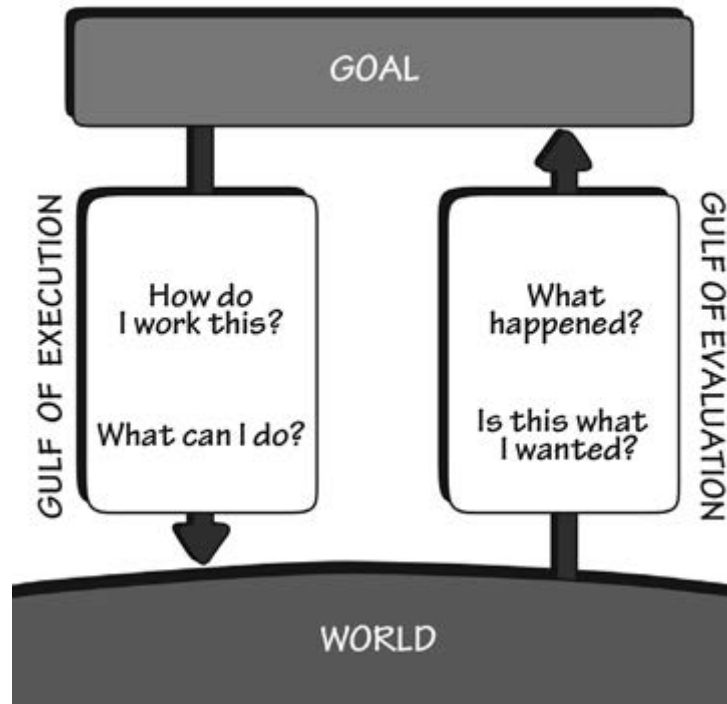 GOAL
GULF OF EXECUTION
How do
I work this?
What can I do?
What
happened?
Is this what
I wanted?
GULF OF EVALUATION
WORLD